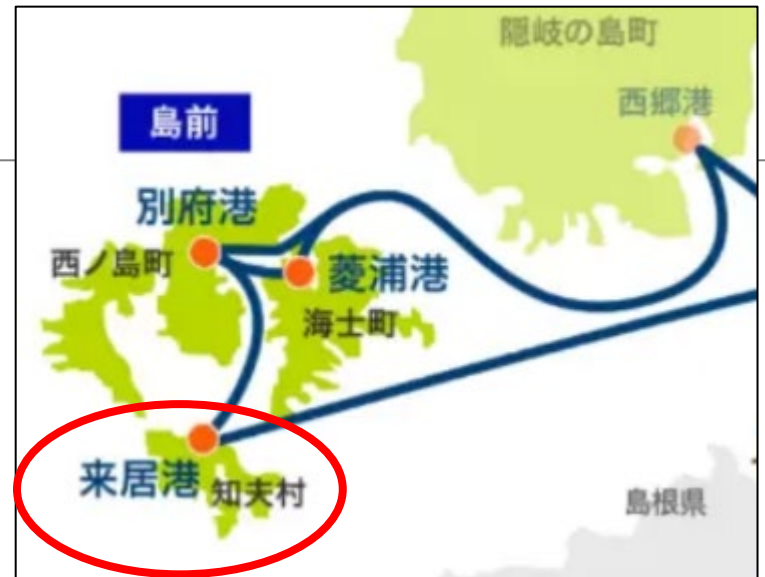 隠岐の島町
西郷港
島前
別府港
西ノ島町
菱浦港
海士町
来居港
知夫村
島根県